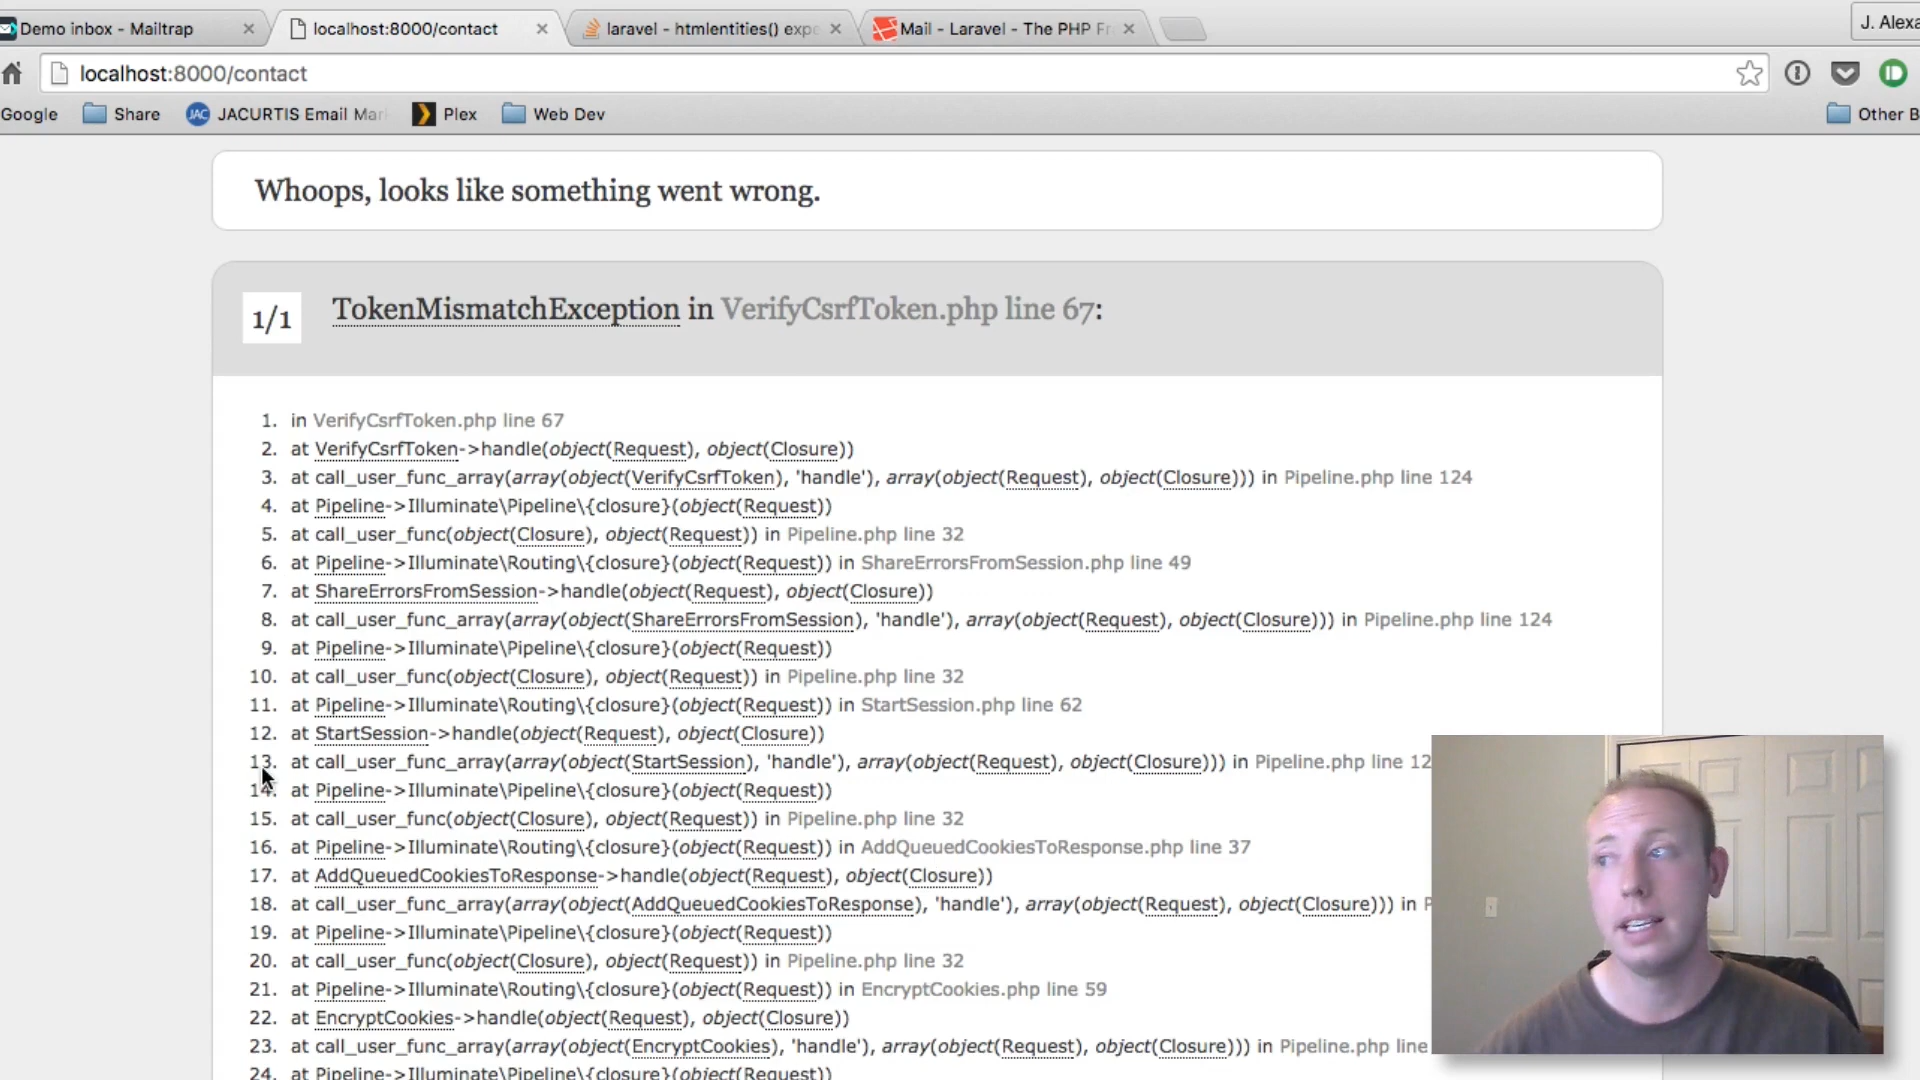 Demo inbox - Mailtrap
localhost:8000/contact
laravel - htmlentities() exp
Mail - Laravel - The PHP Fr
J. Alexa
localhost:8000/contact
Google
Share
JAC
JACURTIS Email Mar
Plex
Web Dev
Other B
Whoops, looks like something went wrong.
1/1
TokenMismatchException in VerifyCsrfToken.php line 67:
1. in VerifyCsrfToken.php line 67
2. at VerifyCsrfToken->handle(object(Request), object(Closure))
3. at call_user_func_array(array(object(VerifyCsrfToken), 'handle'), array(object(Request), object(Closure))) in Pipeline.php line 124
4. at Pipeline->Illuminate\Pipeline\{closure}(object(Request))
5. at call_user_func(object(Closure), object(Request)) in Pipeline.php line 32
6. at Pipeline->Illuminate\Routing\{closure}(object(Request)) in ShareErrorsFromSession.php line 49
7. at ShareErrorsFromSession->handle(object(Request), object(Closure))
8. at call_user_func_array(array(object(ShareErrorsFromSession), 'handle'), array(object(Request), object(Closure))) in Pipeline.php line 124
9. at Pipeline->Illuminate\Pipeline\{closure}(object(Request))
10. at call_user_func(object(Closure), object(Request)) in Pipeline.php line 32
11. at Pipeline->Illuminate\Routing\{closure}(object(Request)) in StartSession.php line 62
12. at StartSession->handle(object(Request), object(Closure))
13. at call_user_func_array(array(object(StartSession), 'handle'), array(object(Request), object(Closure))) in Pipeline.php line 12
14. at Pipeline->Illuminate\Pipeline\{closure}(object(Request))
15. at call_user_func(object(Closure), object(Request)) in Pipeline.php line 32
16. at Pipeline->Illuminate\Routing\{closure}(object(Request)) in AddQueuedCookiesToResponse.php line 37
17. at AddQueuedCookiesToResponse->handle(object(Request), object(Closure))
18. at call_user_func_array(array(object(AddQueuedCookiesToResponse), 'handle'), array(object(Request), object(Closure))) in P
19. at Pipeline->Illuminate\Pipeline\{closure}(object(Request))
20. at call_user_func(object(Closure), object(Request)) in Pipeline.php line 32
21. at Pipeline->Illuminate\Routing\{closure}(object(Request)) in EncryptCookies.php line 59
22. at EncryptCookies->handle(object(Request), object(Closure))
23. at call_user_func_array(array(object(EncryptCookies), 'handle'), array(object(Request), object(Closure))) in Pipeline.php line
24. at Pipeline->Illuminate\Pipeline\{closure}(object(Request))